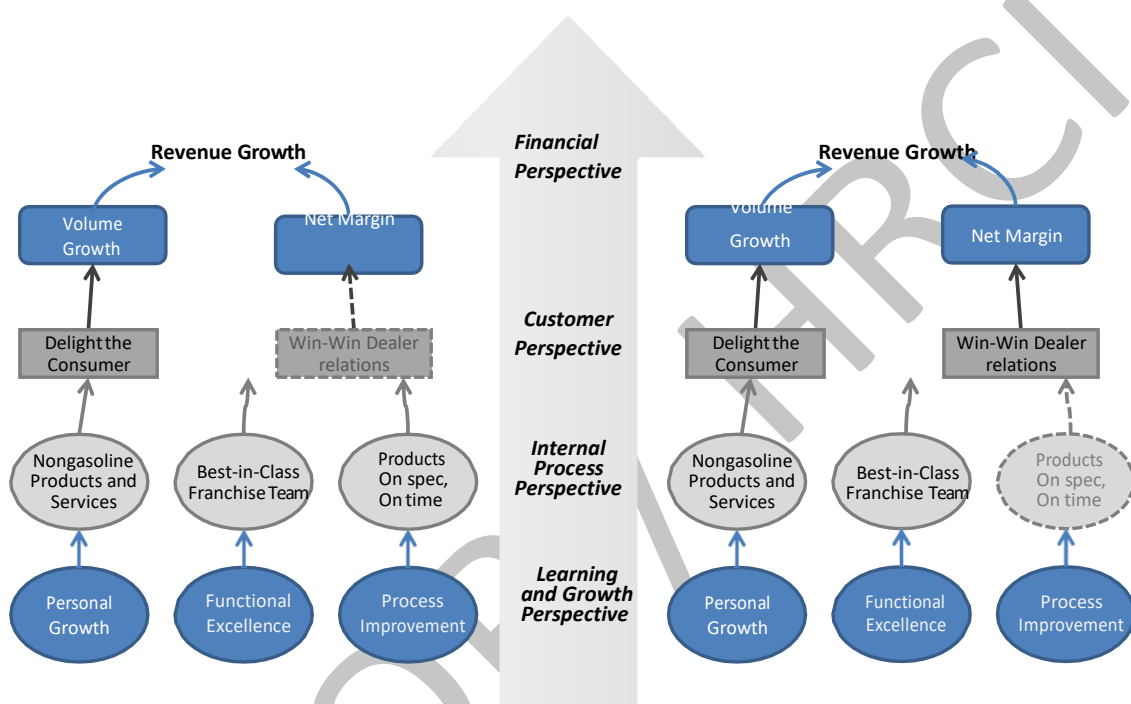 Financial
Perspective
Revenue Growth
Revenue Growth
Volume
Growth
Net Margin
Volume
Growth
Net Margin
Customer
Perspective
Delight the
Consumer
Win-Win Dealer
relations
Delight the
Consumer
Win-Win Dealer
relations
Internal
Process
Perspective
Nongasoline
Products and
Services
Best-in-Class
Franchise Team
Products
On spec,
On time
Nongasoline
Products and
Services
Best-in-Class
Franchise Team
Products
On spec,
On time
Learning
and Growth
Perspective
Personal
Growth
Functional
Excellence
Process
Improvement
Personal
Growth
Functional
Excellence
Process
Improvement
HRCI